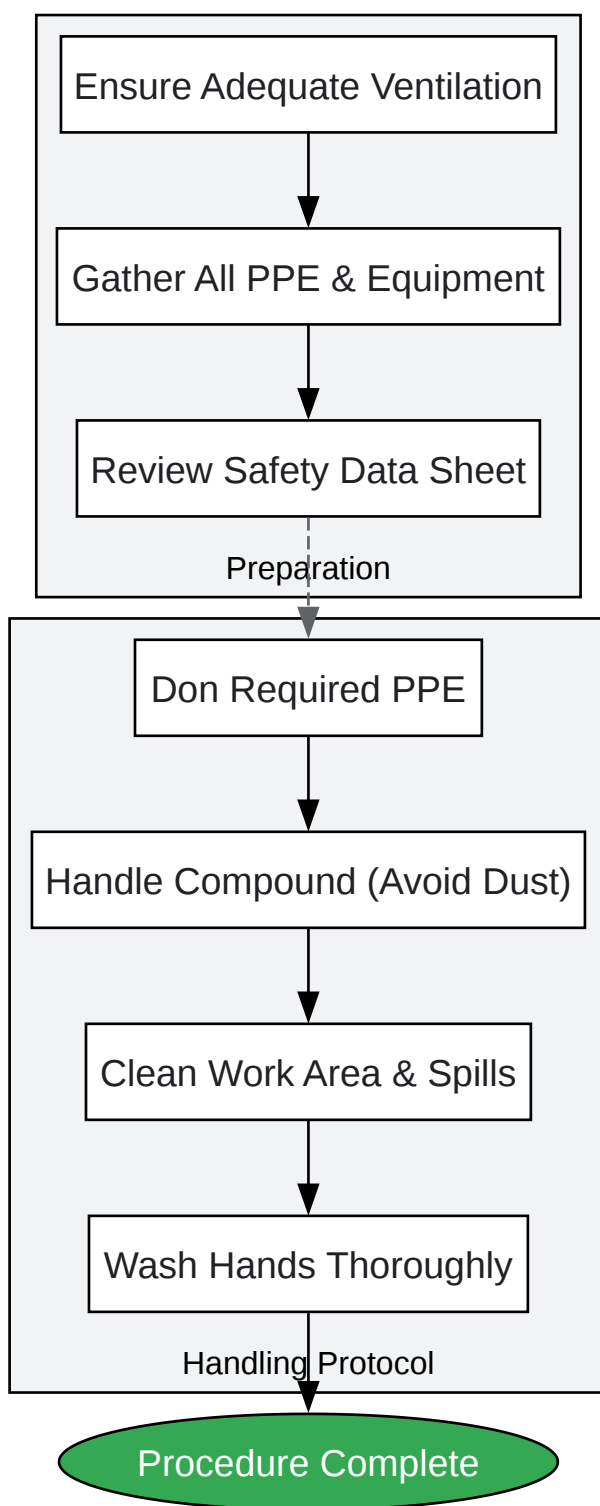 Ensure Adequate Ventilation
Gather All PPE & Equipment
Review Safety Data Sheet
Preparation
Don Required PPE
Handle Compound (Avoid Dust)
Clean Work Area & Spills
Wash Hands Thoroughly
Handling Protocol
Procedure Complete